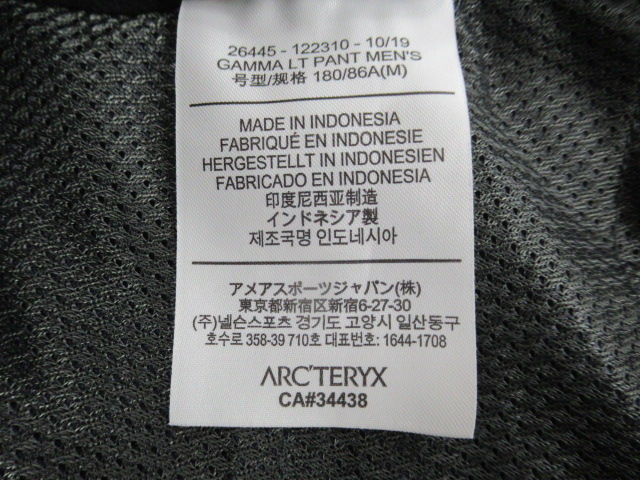 26445 - 122310 - 10/19
GAMMA LT PANT MEN'S
号型/规格 180/86A(M)
MADE IN INDONESIA
FABRIQUÉ EN INDONESIE
HERGESTELLT IN INDONESIEN
FABRICADO EN INDONESIA
印度尼西亚制造
インドネシア製
제조국명 인도네시아
アメアスポーツジャパン(株)
東京都新宿区新宿6-27-30
(주)넬슨스포츠 경기도 고양시 일산동구
호수로 358-39 710호 대표번호: 1644-1708
ARC'TERYX
CA#34438